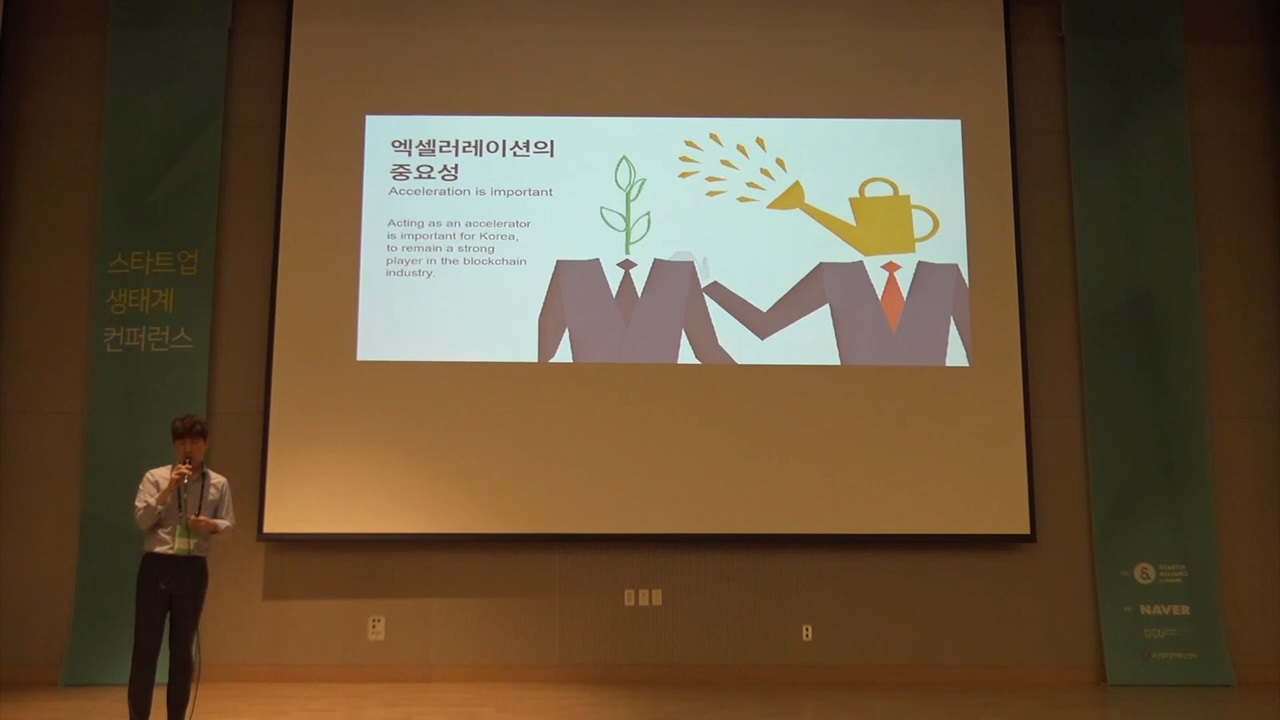 엑셀러레이션의
중요성
Acceleration is important
Acting as an accelerator
is important for Korea,
to remain a strong
player in the blockchain
industry.
스타트업
생태계
컨퍼런스
STARTUP
ALLIANCE
NAVER